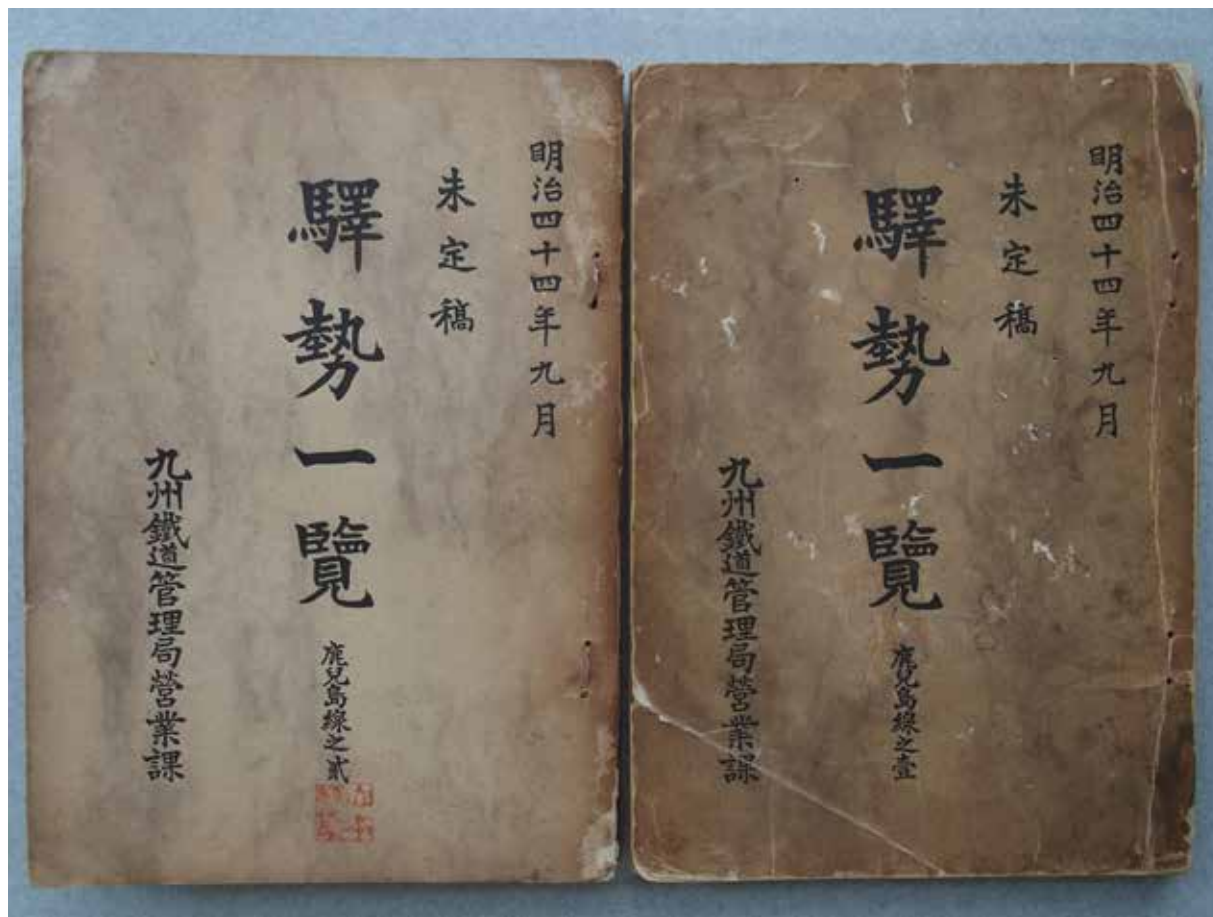 明治四十四年九月
未定稿
驛勢一覽
鹿兒島線之壹
九州鐵道管理局營業課
明治四十四年九月
未定稿
驛勢一覽
鹿兒島線之貳
九州鐵道管理局營業課